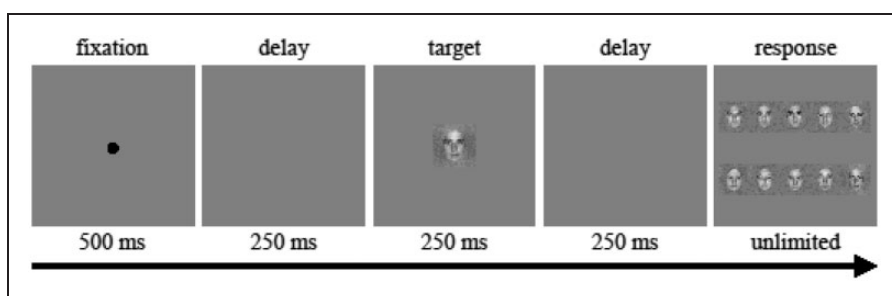 fixation delay target delay response
500 ms 250 ms 250 ms 250 ms unlimited